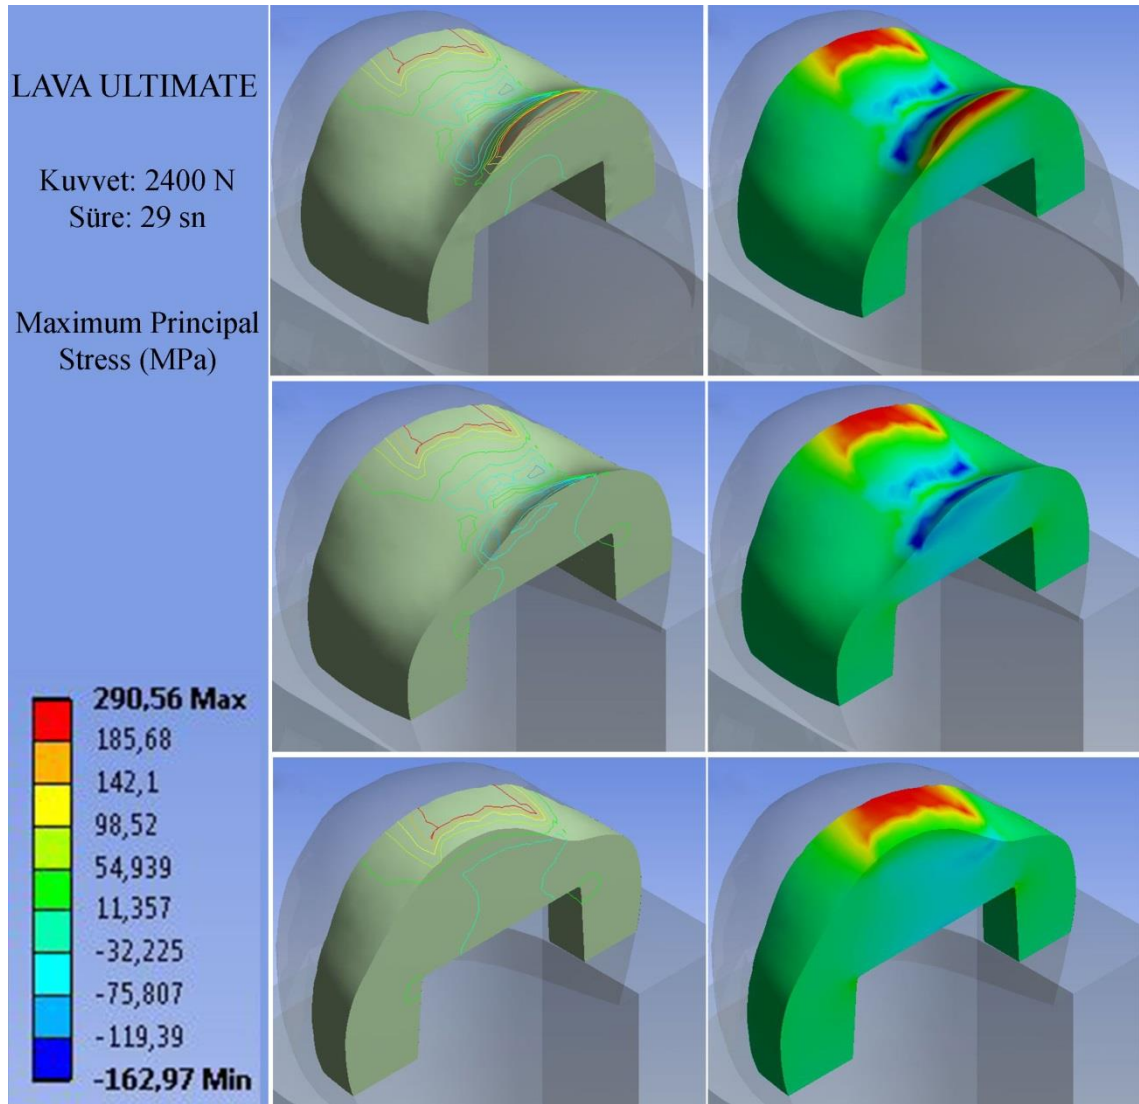 LAVA ULTIMATE
Kuvvet: 2400 N
Süre: 29 sn
Maximum Principal
Stress (MPa)
290,56 Max
185,68
142,1
98,52
54,939
11,357
-32,225
-75,807
-119,39
-162,97 Min